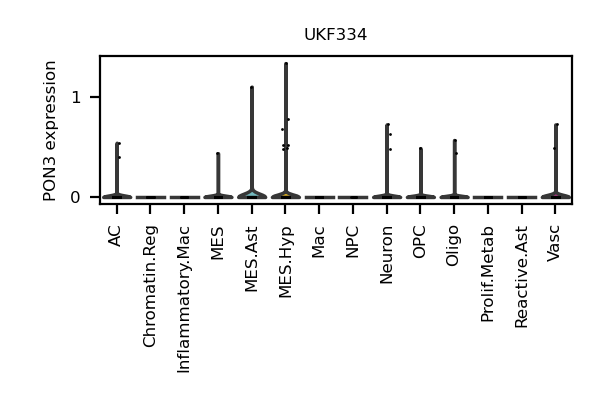 UKF334
PON3 expression
1
0
AC
Chromatin.Reg
Inflammatory.Mac
MES
MES.Ast
MES.Hyp
Mac
NPC
Neuron
OPC
Oligo
Prolif.Metab
Reactive.Ast
Vasc